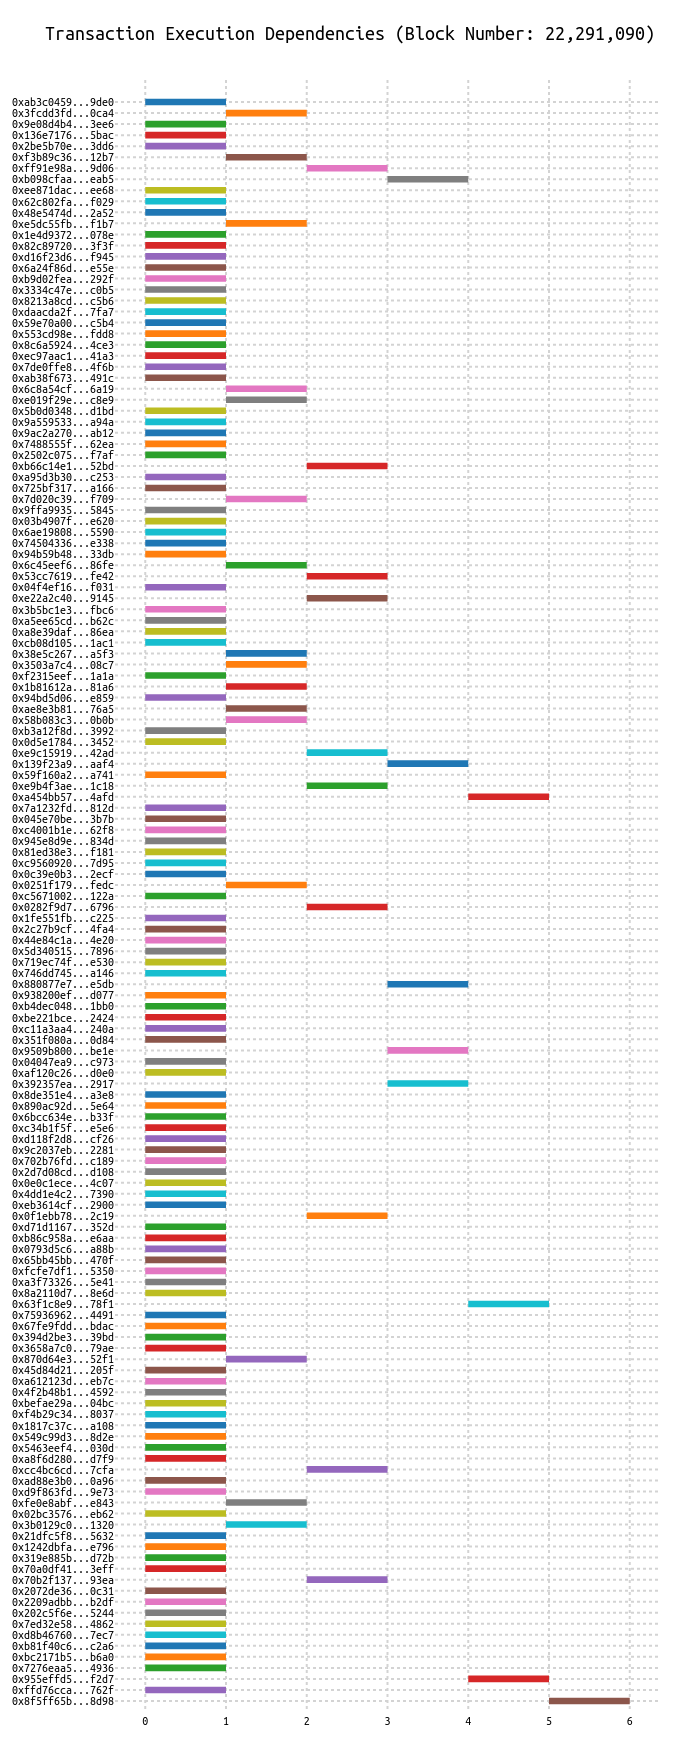 Transaction Execution Dependencies (Block Number: 22,291,090)
0xab3c0459...9de0
0x3fcdd3fd...0ca4
0x9e08d4b4...3ee6
0x136e7176...5bac
0x2be5b70e...3dd6
0xf3b89c36...12b7
0xff91e98a...9d06
0xb098cfaa...eab5
0xee871dac...ee68
0x62c802fa...f029
0x48e5474d...2a52
0xe5dc55fb...f1b7
0x1e4d9372...078e
0x82c89720...3f3f
0xd16f23d6...f945
0x6a24f86d...e55e
0xb9d02fea...292f
0x3334c47e...c0b5
0x8213a8cd...c5b6
0xdaacda2f...7fa7
0x59e70a00...c5b4
0x553cd98e...fdd8
0x8c6a5924...4ce3
0xec97aac1...41a3
0x7de0ffe8...4f6b
0xab38f673...491c
0x6c8a54cf...6a19
0xe019f29e...c8e9
0x5b0d0348...d1bd
0x9a559533...a94a
0x9ac2a270...ab12
0x7488555f...62ea
0x2502c075...f7af
0xb66c14e1...52bd
0xa95d3b30...c253
0x725bf317...a166
0x7d020c39...f709
0x9ffa9935...5845
0x03b4907f...e620
0x6ae19808...5590
0x74504336...e338
0x94b59b48...33db
0x6c45eef6...86fe
0x53cc7619...fe42
0x04f4ef16...f031
0xe22a2c40...9145
0x3b5bc1e3...fbc6
0xa5ee65cd...b62c
0xa8e39daf...86ea
0xcb08d105...1ac1
0x38e5c267...a5f3
0x3503a7c4...08c7
0xf2315eef...1a1a
0x1b81612a...81a6
0x94bd5d06...e859
0xae8e3b81...76a5
0x58b083c3...0b0b
0xb3a12f8d...3992
0x0d5e1784...3452
0xe9c15919...42ad
0x139f23a9...aaf4
0x59f160a2...a741
0xe9b4f3ae...1c18
0xa454bb57...4afd
0x7a1232fd...812d
0x045e70be...3b7b
0xc4001b1e...62f8
0x945e8d9e...834d
0x81ed38e3...f181
0xc9560920...7d95
0x0c39e0b3...2ecf
0x0251f179...fedc
0xc5671002...122a
0x0282f9d7...6796
0x1fe551fb...c225
0x2c27b9cf...4fa4
0x44e84c1a...4e20
0x5d340515...7896
0x719ec74f...e530
0x746dd745...a146
0x880877e7...e5db
0x938200ef...d077
0xb4dec048...1bb0
0xbe221bce...2424
0xc11a3aa4...240a
0x351f080a...0d84
0x9509b800...be1e
0x04047ea9...c973
0xaf120c26...d0e0
0x392357ea...2917
0x8de351e4...a3e8
0x890ac92d...5e64
0x6bcc634e...b33f
0xc34b1f5f...e5e6
0xd118f2d8...cf26
0x9c2037eb...2281
0x702b76fd...c189
0x2d7d08cd...d108
0x0e0c1ece...4c07
0x4dd1e4c2...7390
0xeb3614cf...2900
0x0f1ebb78...2c19
0xd71d1167...352d
0xb86c958a...e6aa
0x0793d5c6...a88b
0x65bb45bb...470f
0xfcfe7df1...5350
0xa3f73326...5e41
0x8a2110d7...8e6d
0x63f1c8e9...78f1
0x75936962...4491
0x67fe9fdd...bdac
0x394d2be3...39bd
0x3658a7c0...79ae
0x870d64e3...52f1
0x45d84d21...205f
0xa612123d...eb7c
0x4f2b48b1...4592
0xbefae29a...04bc
0xf4b29c34...8037
0x1817c37c...a108
0x549c99d3...8d2e
0x5463eef4...030d
0xa8f6d280...d7f9
0xcc4bc6cd...7cfa
0xad88e3b0...0a96
0xd9f863fd...9e73
0xfe0e8abf...e843
0x02bc3576...eb62
0x3b0129c0...1320
0x21dfc5f8...5632
0x1242dbfa...e796
0x319e885b...d72b
0x70a0df41...3eff
0x70b2f137...93ea
0x2072de36...0c31
0x2209adbb...b2df
0x202c5f6e...5244
0x7ed32e58...4862
0xd8b46760...7ec7
0xb81f40c6...c2a6
0xbc2171b5...b6a0
0x7276eaa5...4936
0x955effd5...f2d7
0xffd76cca...762f
0x8f5ff65b...8d98
0 1 2 3 4 5 6